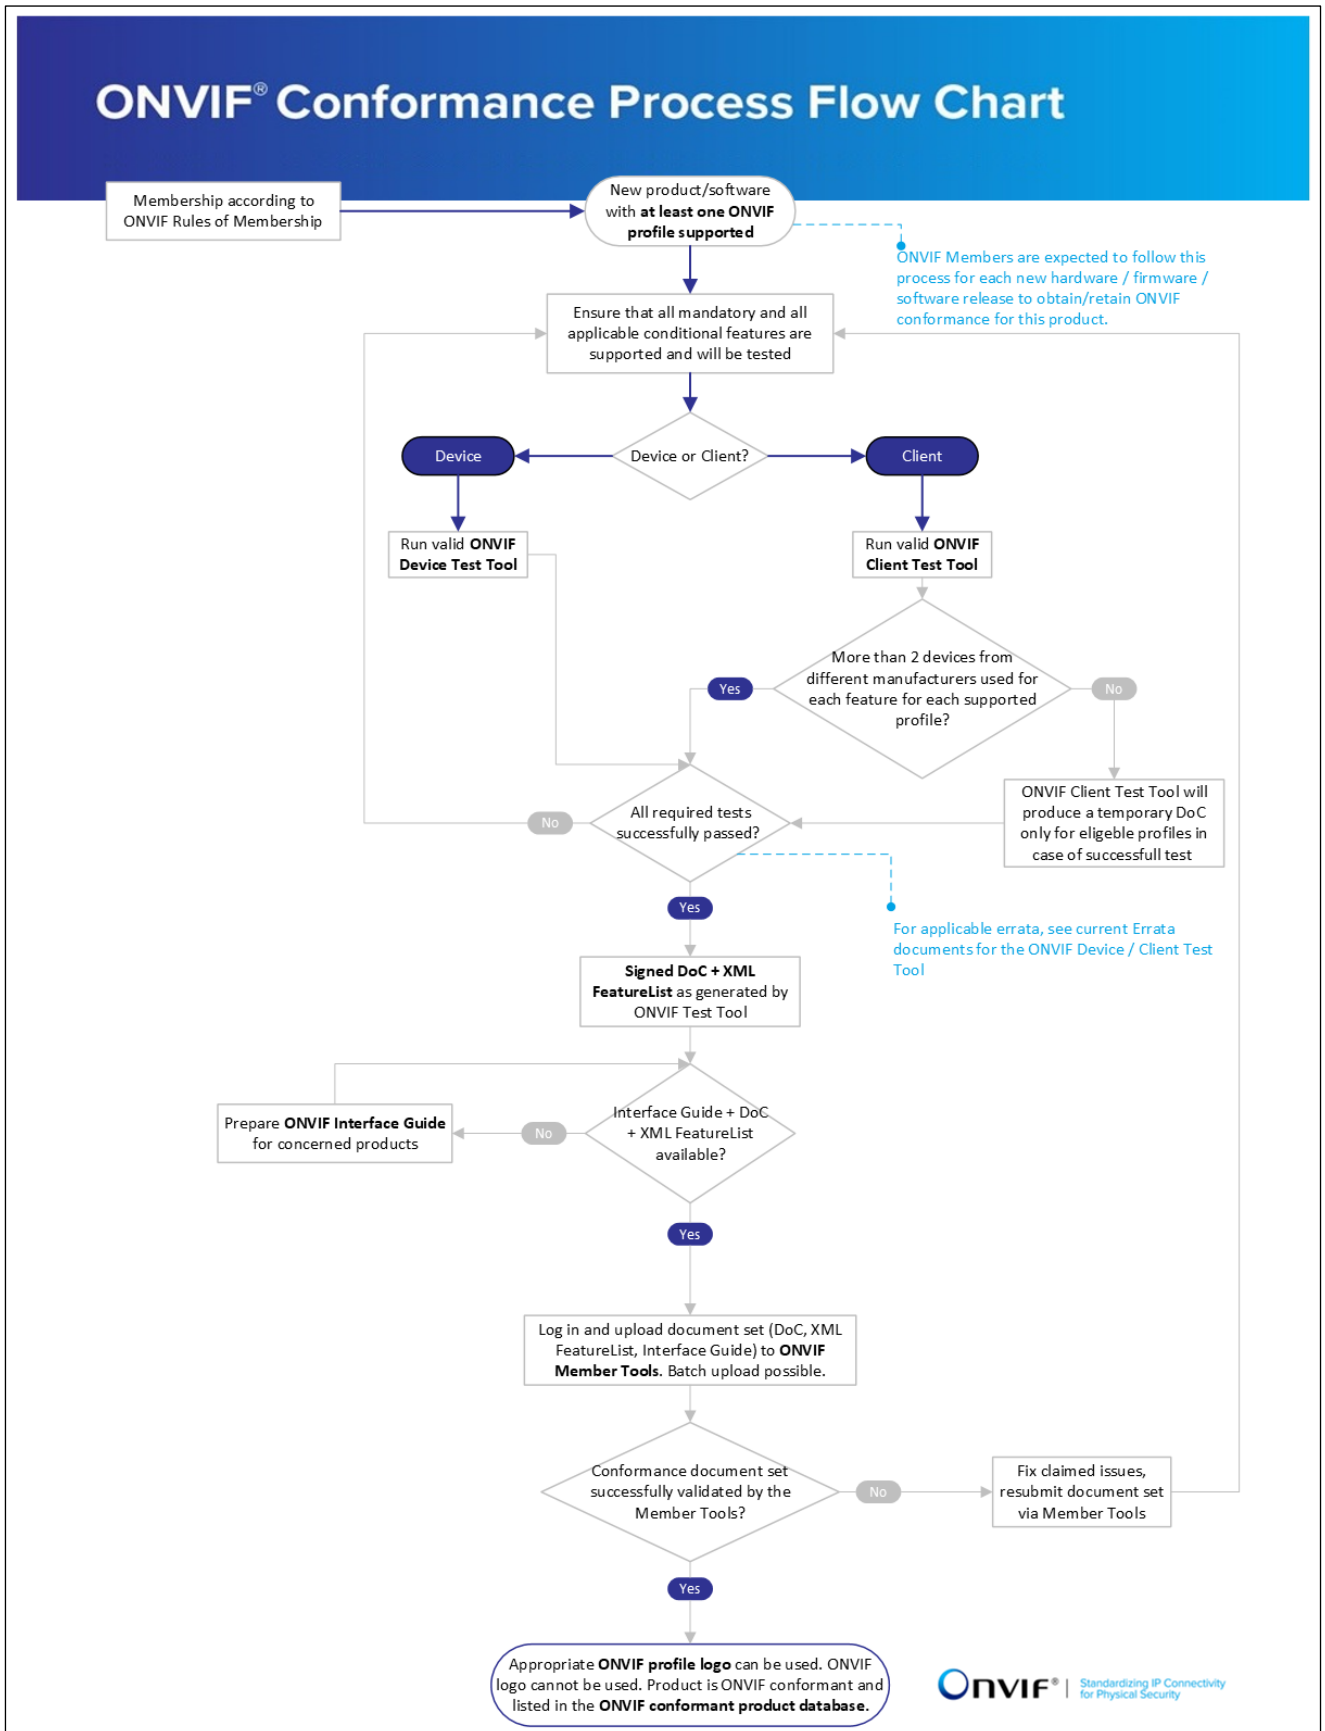 ONVIF® Conformance Process Flow Chart
Membership according to
ONVIF Rules of Membership
New product/software
with at least one ONVIF
profile supported
ONVIF Members are expected to follow this
process for each new hardware / firmware /
software release to obtain/retain ONVIF
conformance for this product.
Ensure that all mandatory and all
applicable conditional features are
supported and will be tested
Device
Device or Client?
Client
Run valid ONVIF
Device Test Tool
Run valid ONVIF
Client Test Tool
More than 2 devices from
different manufacturers used for
each feature for each supported
profile?
Yes
No
ONVIF Client Test Tool will
produce a temporary DoC
only for eligeble profiles in
case of successfull test
All required tests
successfully passed?
No
Yes
For applicable errata, see current Errata
documents for the ONVIF Device / Client Test
Tool
Signed DoC + XML
FeatureList as generated by
ONVIF Test Tool
Interface Guide + DoC
+ XML FeatureList
available?
No
Prepare ONVIF Interface Guide
for concerned products
Yes
Log in and upload document set (DoC, XML
FeatureList, Interface Guide) to ONVIF
Member Tools. Batch upload possible.
Conformance document set
successfully validated by the
Member Tools?
No
Fix claimed issues,
resubmit document set
via Member Tools
Yes
Appropriate ONVIF profile logo can be used. ONVIF
logo cannot be used. Product is ONVIF conformant and
listed in the ONVIF conformant product database.
Onvif® | Standardizing IP Connectivity
for Physical Security